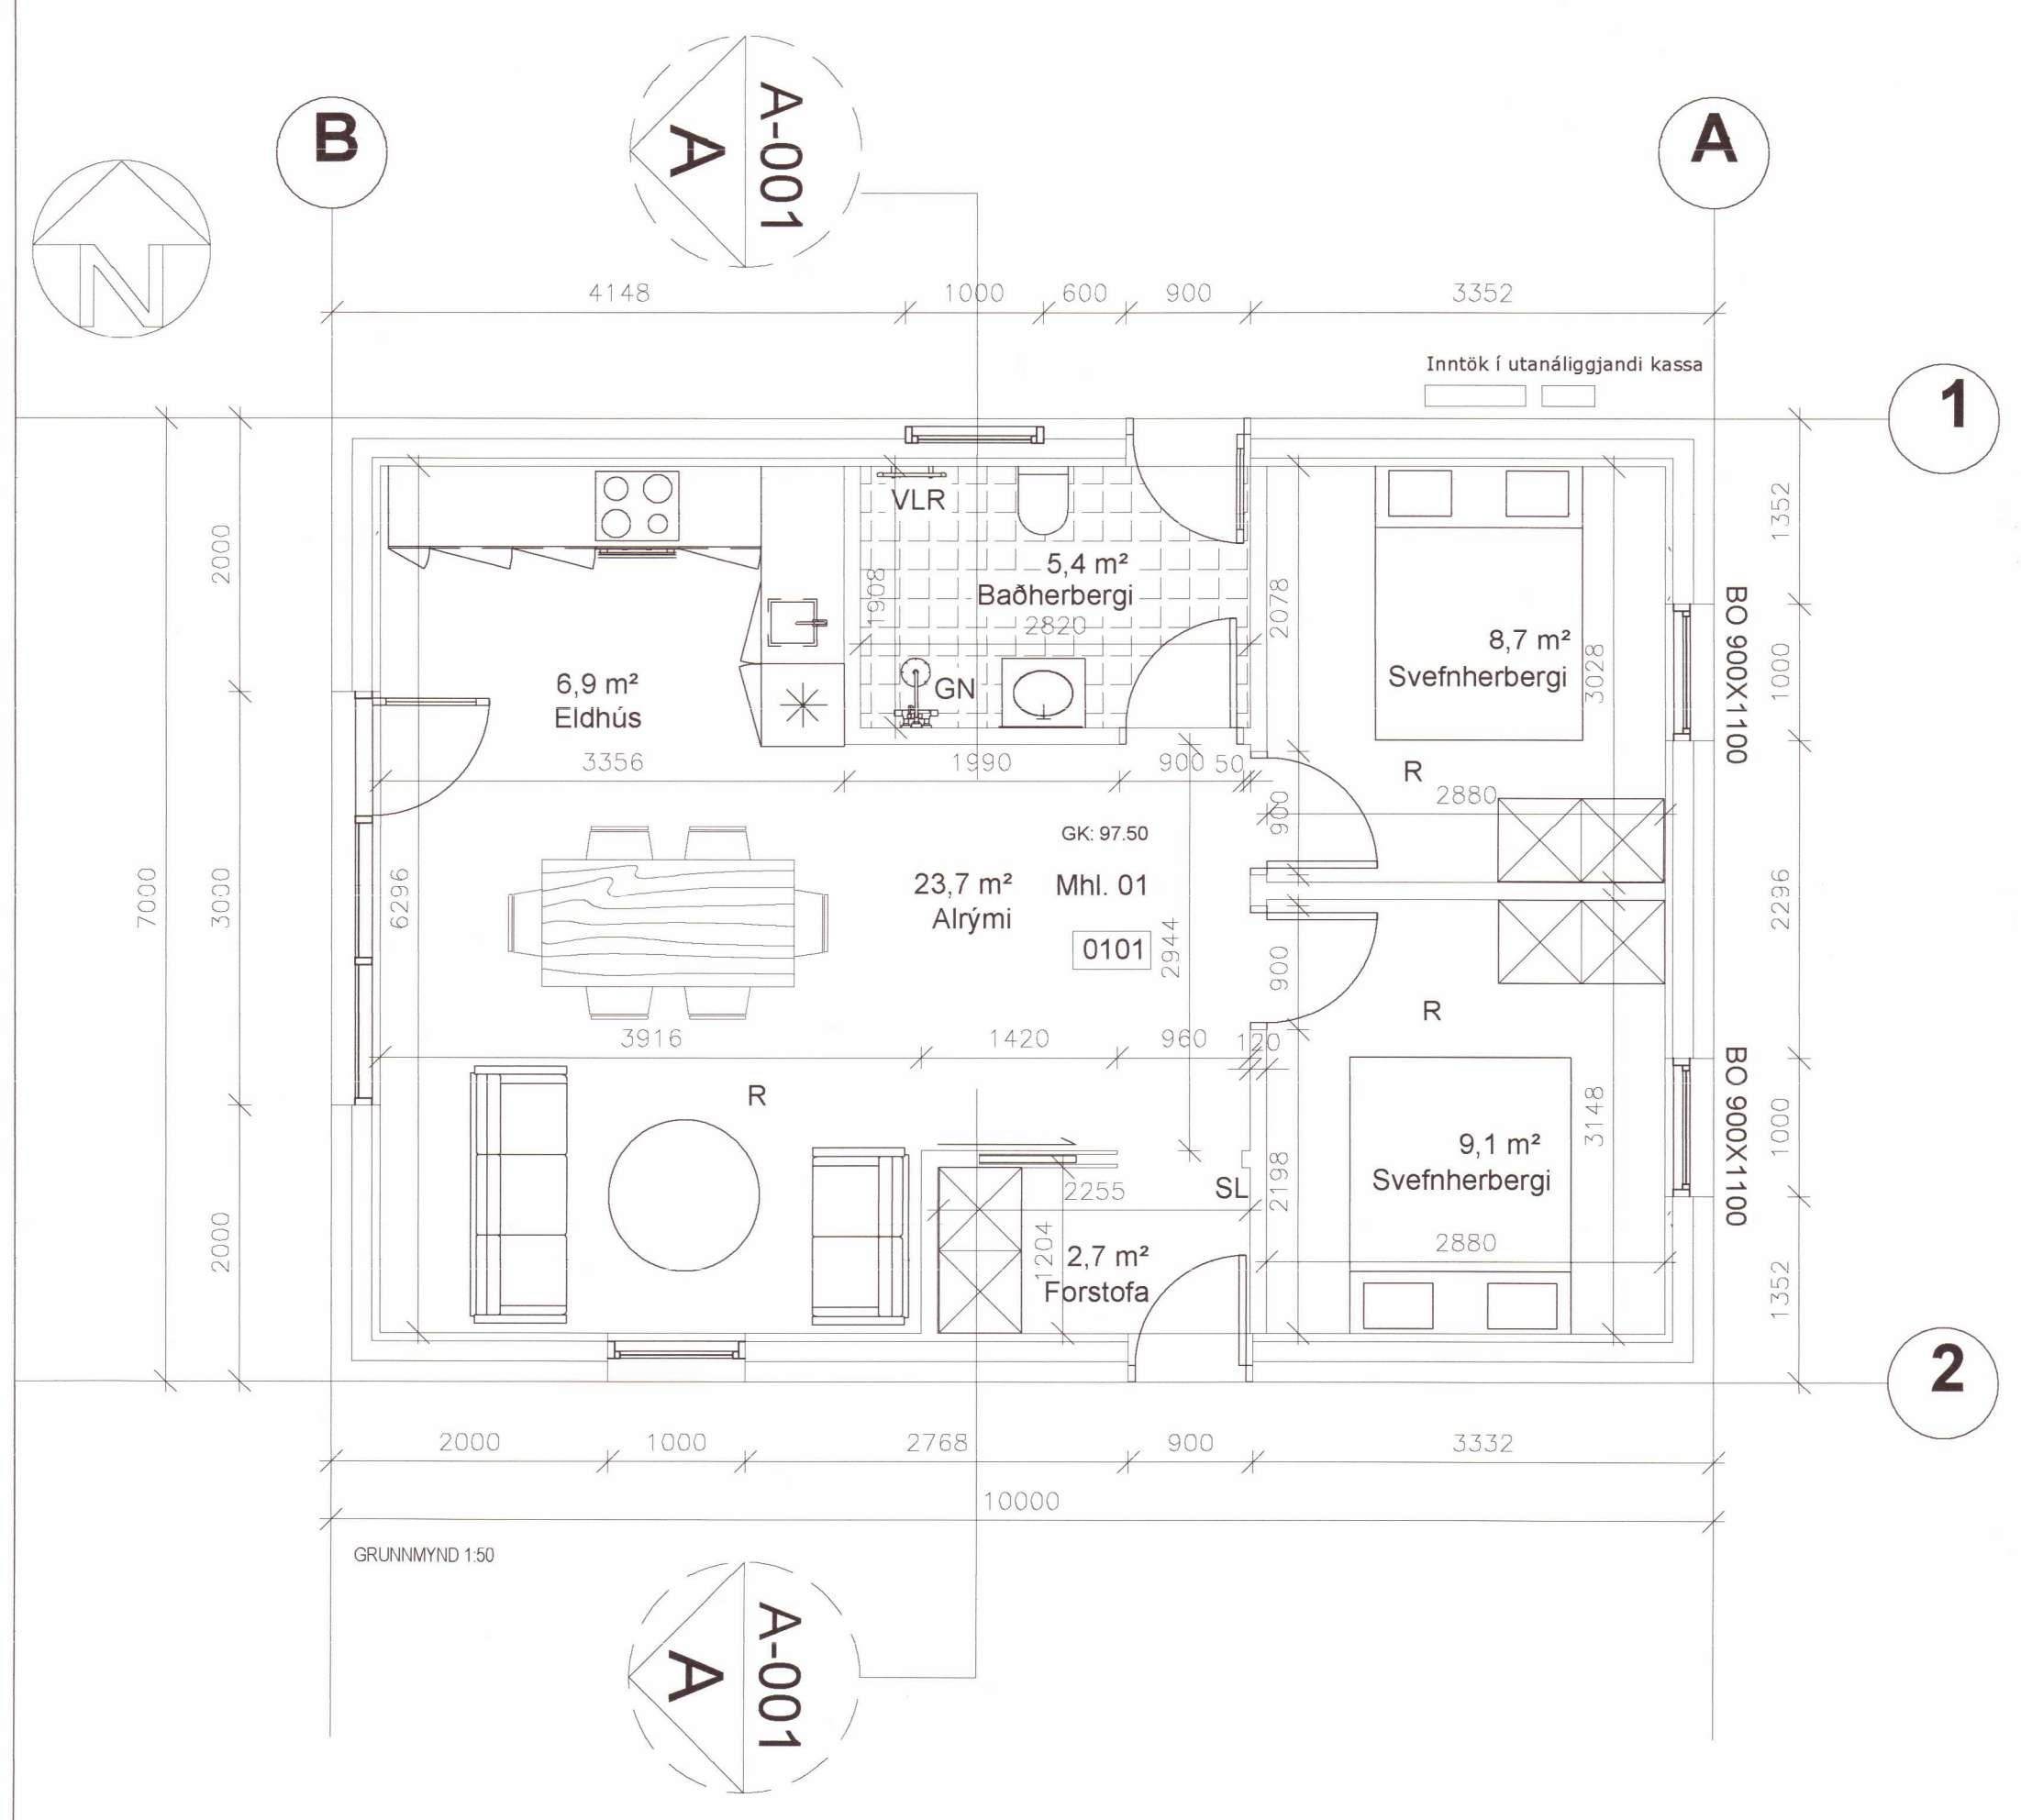 B
A
A-001
A
N
4148
1000
600
900
3352
Inntök í utanáliggjandi kassa
1
VLR
5,4 m²
Baðherbergi
1908
2820
2078
GN
6,9 m²
Eldhús
3356
1990
900
50
8,7 m²
Svefnherbergi
3028
R
2880
900
BO 900X1100
1352
1000
2296
1000
1352
2000
3000
2000
7000
6296
GK: 97.50
23,7 m²
Alrými
Mhl. 01
0101
2944
900
3916
1420
960
120
R
R
BO 900X1100
9,1 m²
Svefnherbergi
3148
2880
SL
2198
2255
1204
2,7 m²
Forstofa
2
2000
1000
2768
900
3332
10000
GRUNNMYND 1:50
A-001
A